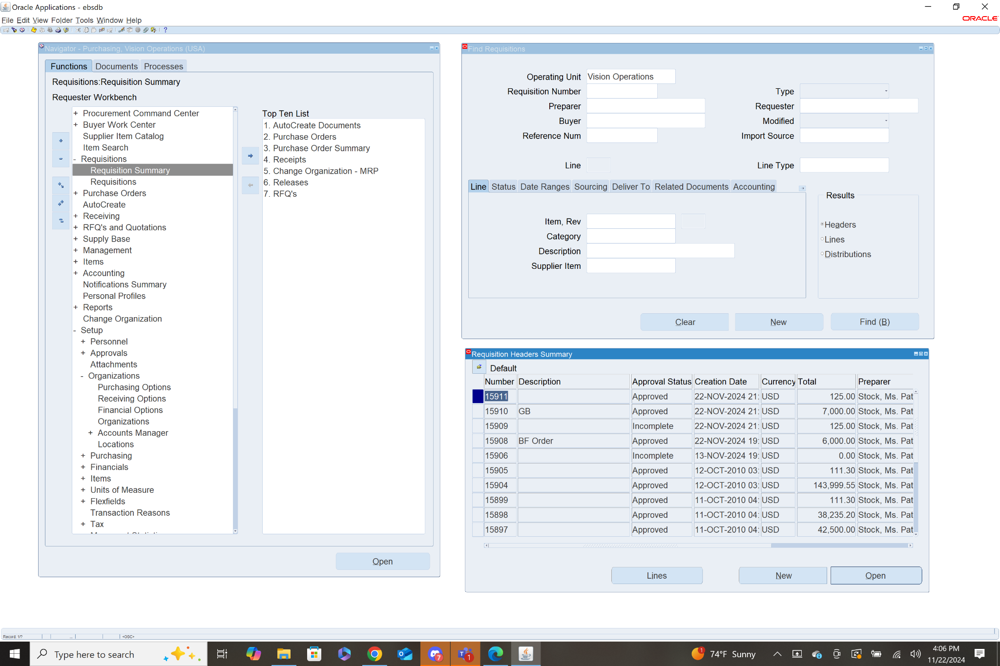 Oracle Applications - ebsdb
File Edit View Folder Tools Window Help
ORACLE
Navigator - Purchasing, Vision Operations (USA)
Functions Documents Processes
Requisitions:Requisition Summary
Requester Workbench
+ Procurement Command Center
+ Buyer Work Center
Supplier Item Catalog
Item Search
- Requisitions
Requisition Summary
Requisitions
+ Purchase Orders
AutoCreate
+ Receiving
+ RFQ's and Quotations
+ Supply Base
+ Management
+ Items
+ Accounting
Notifications Summary
Personal Profiles
+ Reports
Change Organization
- Setup
+ Personnel
+ Approvals
Attachments
- Organizations
Purchasing Options
Receiving Options
Financial Options
Organizations
+ Accounts Manager
Locations
+ Purchasing
+ Financials
+ Items
+ Units of Measure
+ Flexfields
Transaction Reasons
+ Tax
Top Ten List
1. AutoCreate Documents
2. Purchase Orders
3. Purchase Order Summary
4. Receipts
5. Change Organization - MRP
6. Releases
7. RFQ's
Open
Find Requisitions
Operating Unit Vision Operations
Requisition Number Type
Preparer Requester
Buyer Modified
Reference Num Import Source
Line Line Type
Line Status Date Ranges Sourcing Deliver To Related Documents Accounting
Item, Rev
Category
Description
Supplier Item
Results
Headers
Lines
Distributions
Clear New Find (B)
Requisition Headers Summary
Default
Number Description Approval Status Creation Date Currency Total Preparer
15911 Approved 22-NOV-2024 21: USD 125.00 Stock, Ms. Pat
15910 GB Approved 22-NOV-2024 21: USD 7,000.00 Stock, Ms. Pat
15909 Incomplete 22-NOV-2024 21: USD 125.00 Stock, Ms. Pat
15908 BF Order Approved 22-NOV-2024 19: USD 6,000.00 Stock, Ms. Pat
15906 Incomplete 13-NOV-2024 19: USD 0.00 Stock, Ms. Pat
15905 Approved 12-OCT-2010 03: USD 111.30 Stock, Ms. Pat
15904 Approved 12-OCT-2010 03: USD 143,999.55 Stock, Ms. Pat
15899 Approved 11-OCT-2010 04: USD 111.30 Stock, Ms. Pat
15898 Approved 11-OCT-2010 04: USD 38,235.20 Stock, Ms. Pat
15897 Approved 11-OCT-2010 04: USD 42,500.00 Stock, Ms. Pat
Lines New Open
Record: 1/? ... <OSC>
Type here to search
7
1
1
74°F Sunny
4:06 PM
11/22/2024